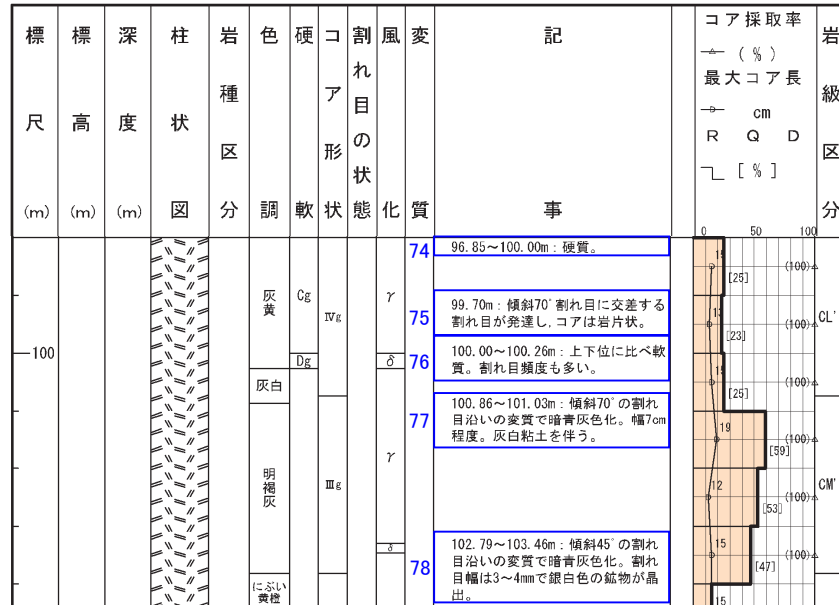 標尺(m)
標高(m)
深度(m)
柱状図
岩種区分
色調
硬軟
コア形状
割れ目の状態
風化
変質
記事
コア採取率
(%)
最大コア長
cm
RQD
[%]
岩級区分
0 50 100
100
灰黄
灰白
明褐灰
にぶい
黄橙
Cg
Dg
Ⅳg
Ⅲg
γ
δ
γ
δ
74
96.85~100.00m:硬質。
75
99.70m:傾斜70°割れ目に交差する
割れ目が発達し,コアは岩片状。
76
100.00~100.26m:上下位に比べ軟
質。割れ目頻度も多い。
77
100.86~101.03m:傾斜70°の割れ
目沿いの変質で暗青灰色化。幅7cm
程度。灰白粘土を伴う。
78
102.79~103.46m:傾斜45°の割れ
目沿いの変質で暗青灰色化。割れ
目幅は3~4mmで銀白色の鉱物が晶
出。
15 (100)
[25]
(100)
[23]
15 (100)
[25]
19 (100)
[59]
12 (100)
[53]
15 (100)
[47]
15
CL'
CM'